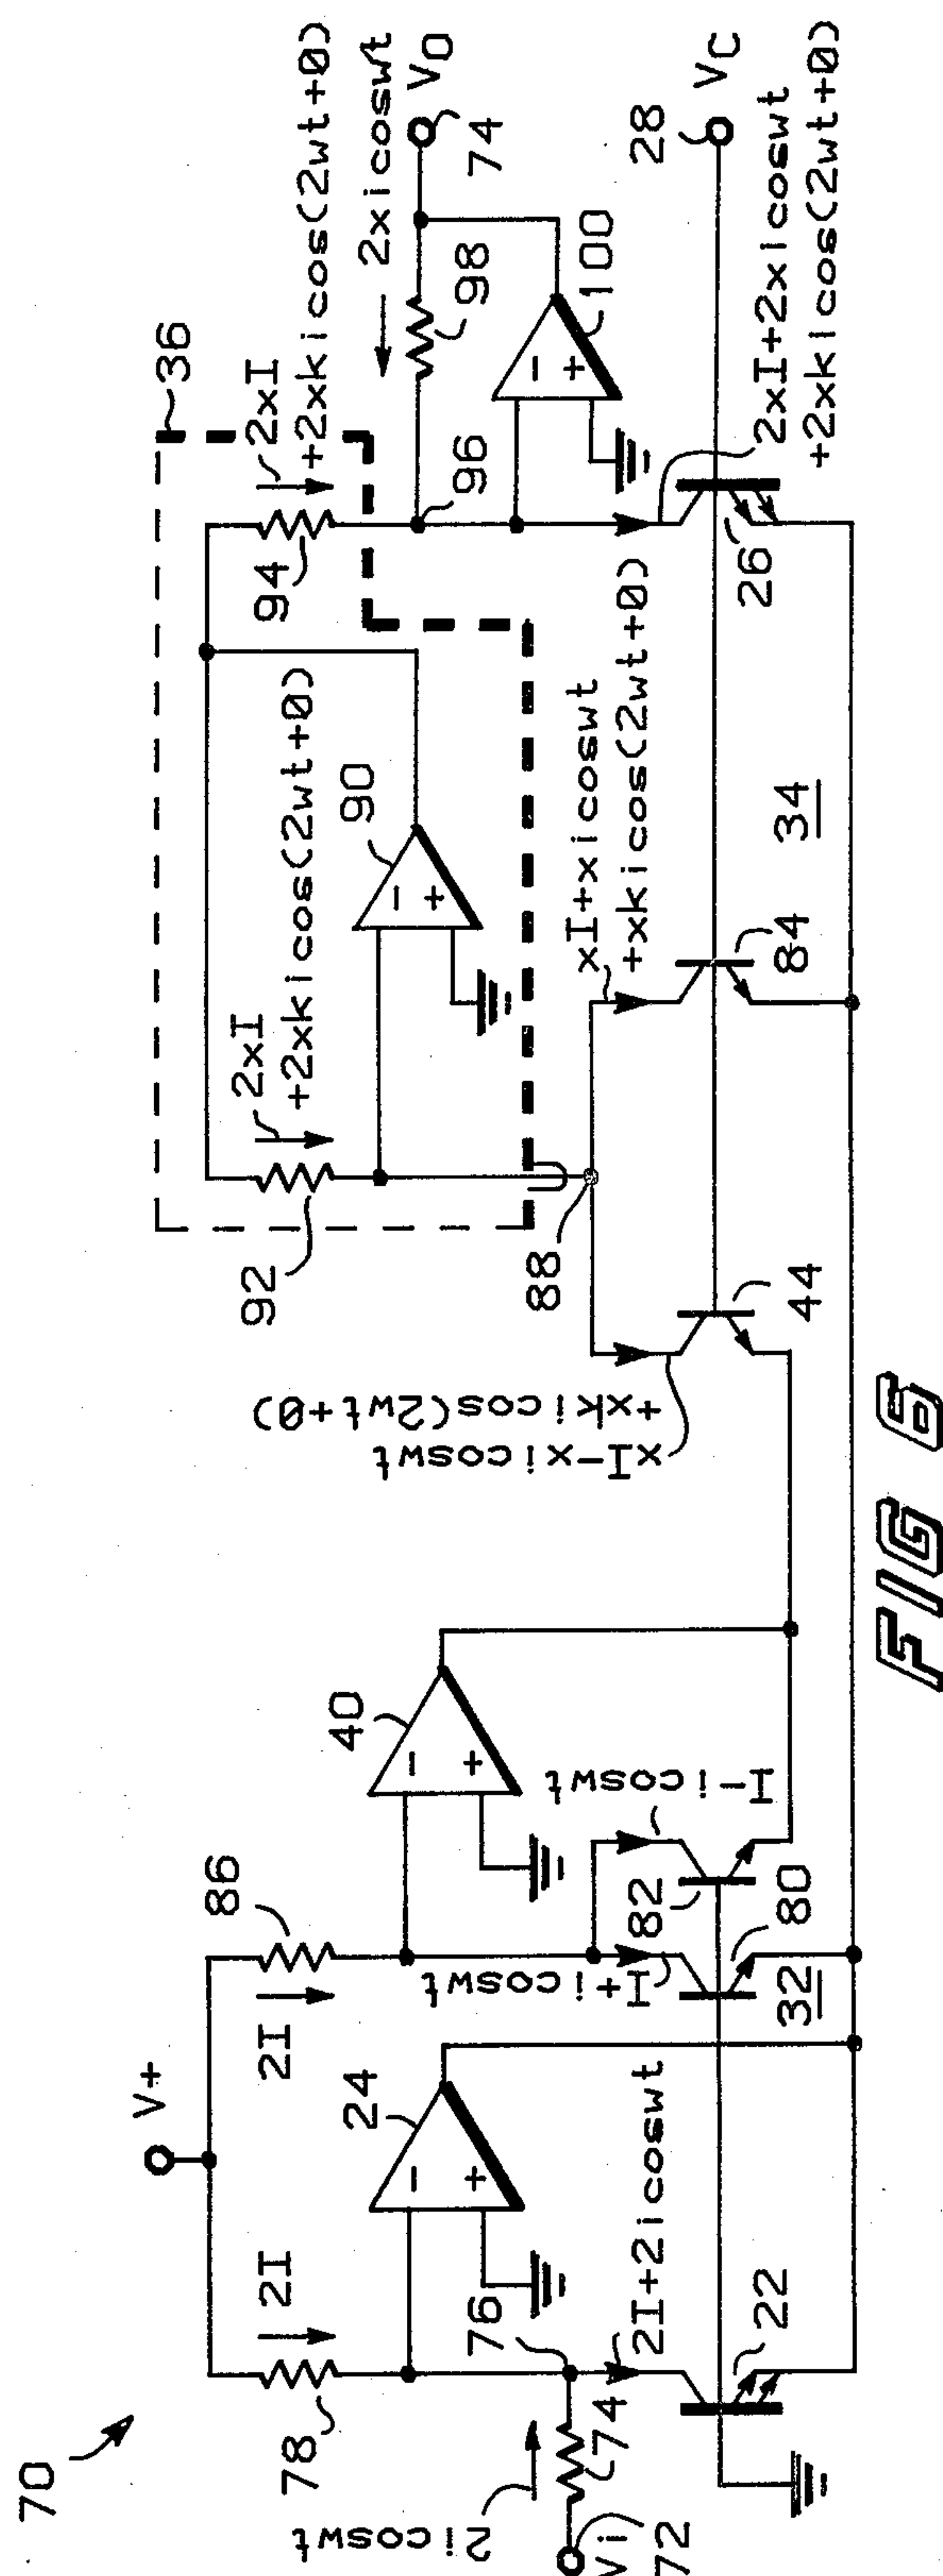 70
V+
78
2I
2I
86
24
−
+
40
−
+
76
2icoswt
Vi
72
74
2I+2icoswt
22
I+icoswt
I-icoswt
82
80
32
36
92
2xI
+2xkicos(2wt+0)
90
−
+
94
2xI
+2xkicos(2wt+0)
2xicoswt
VO
74
98
96
100
−
+
88
xI-xicoswt
+xkicos(2wt+0)
44
xI+xicoswt
+xkicos(2wt+0)
84
34
26
28
VC
2xI+2xicoswt
+2xkicos(2wt+0)
FIG 6